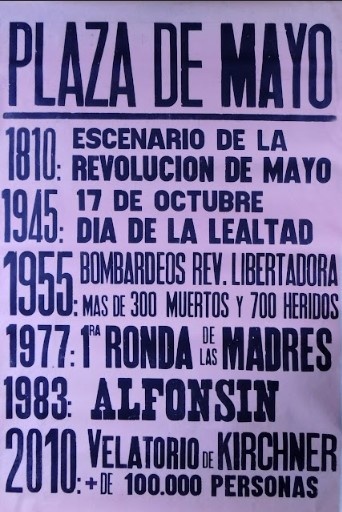 PLAZA DE MAYO
1810: ESCENARIO DE LA
REVOLUCION DE MAYO
1945: 17 DE OCTUBRE
DIA DE LA LEALTAD
1955: BOMBARDEOS REV. LIBERTADORA
MAS DE 300 MUERTOS Y 700 HERIDOS
1977: 1RA RONDA DE LAS MADRES
1983: ALFONSIN
2010: VELATORIO DE KIRCHNER
+ DE 100.000 PERSONAS